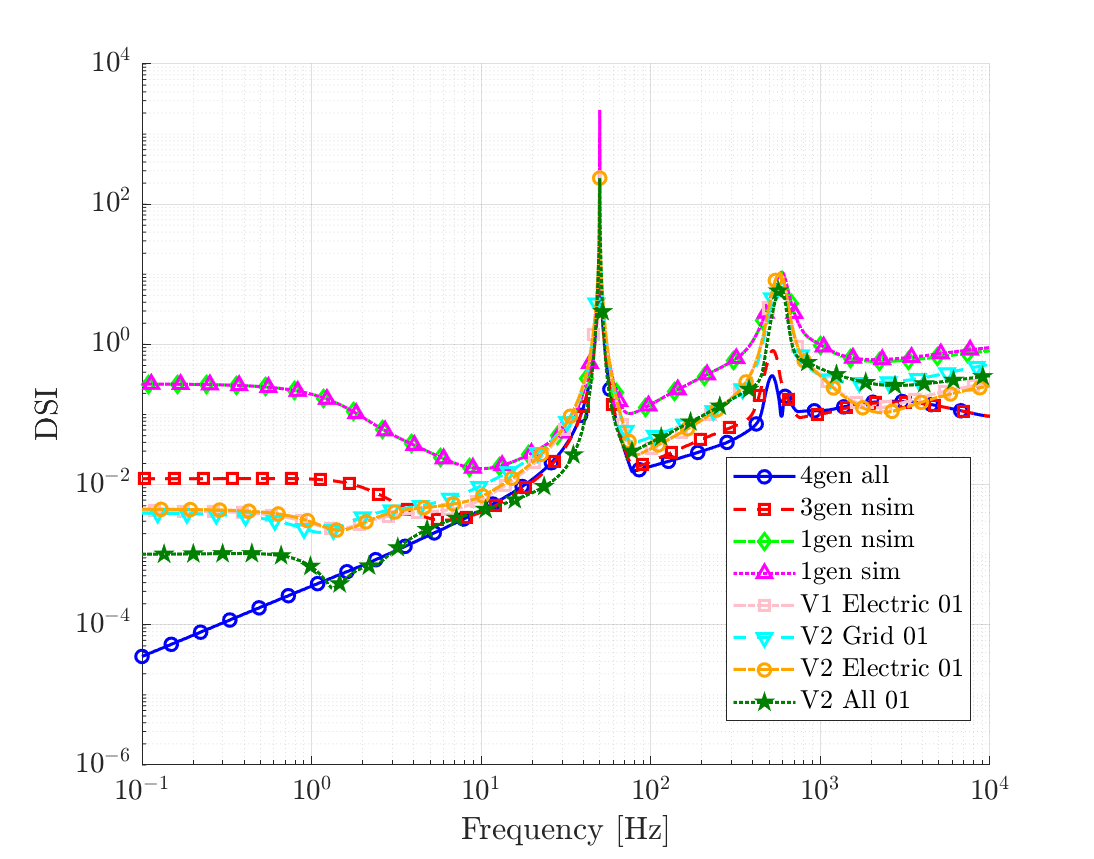 DSI
10^4
10^2
10^0
10^-2
10^-4
10^-6
10^-1
10^0
10^1
10^2
10^3
10^4
Frequency [Hz]
4gen all
3gen nsim
1gen nsim
1gen sim
V1 Electric 01
V2 Grid 01
V2 Electric 01
V2 All 01